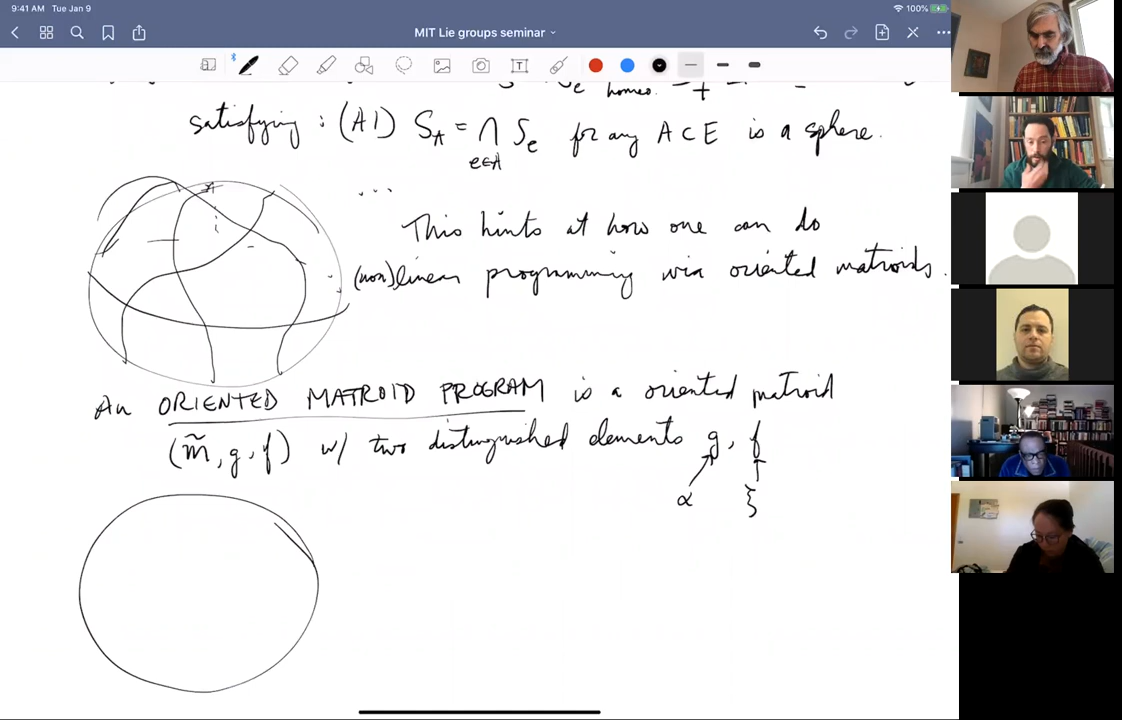 9:41 AM Tue Jan 9
100%
MIT Lie groups seminar
homeo.
satisfying : (A1) S_A = ∩ S_e for any A ⊂ E is a sphere.
e∈A
...
This hints at how one can do
(non)linear programming via oriented matroids.
An ORIENTED MATROID PROGRAM is a oriented matroid
(m̃, g, f) w/ two distinguished elements g, f
α ξ